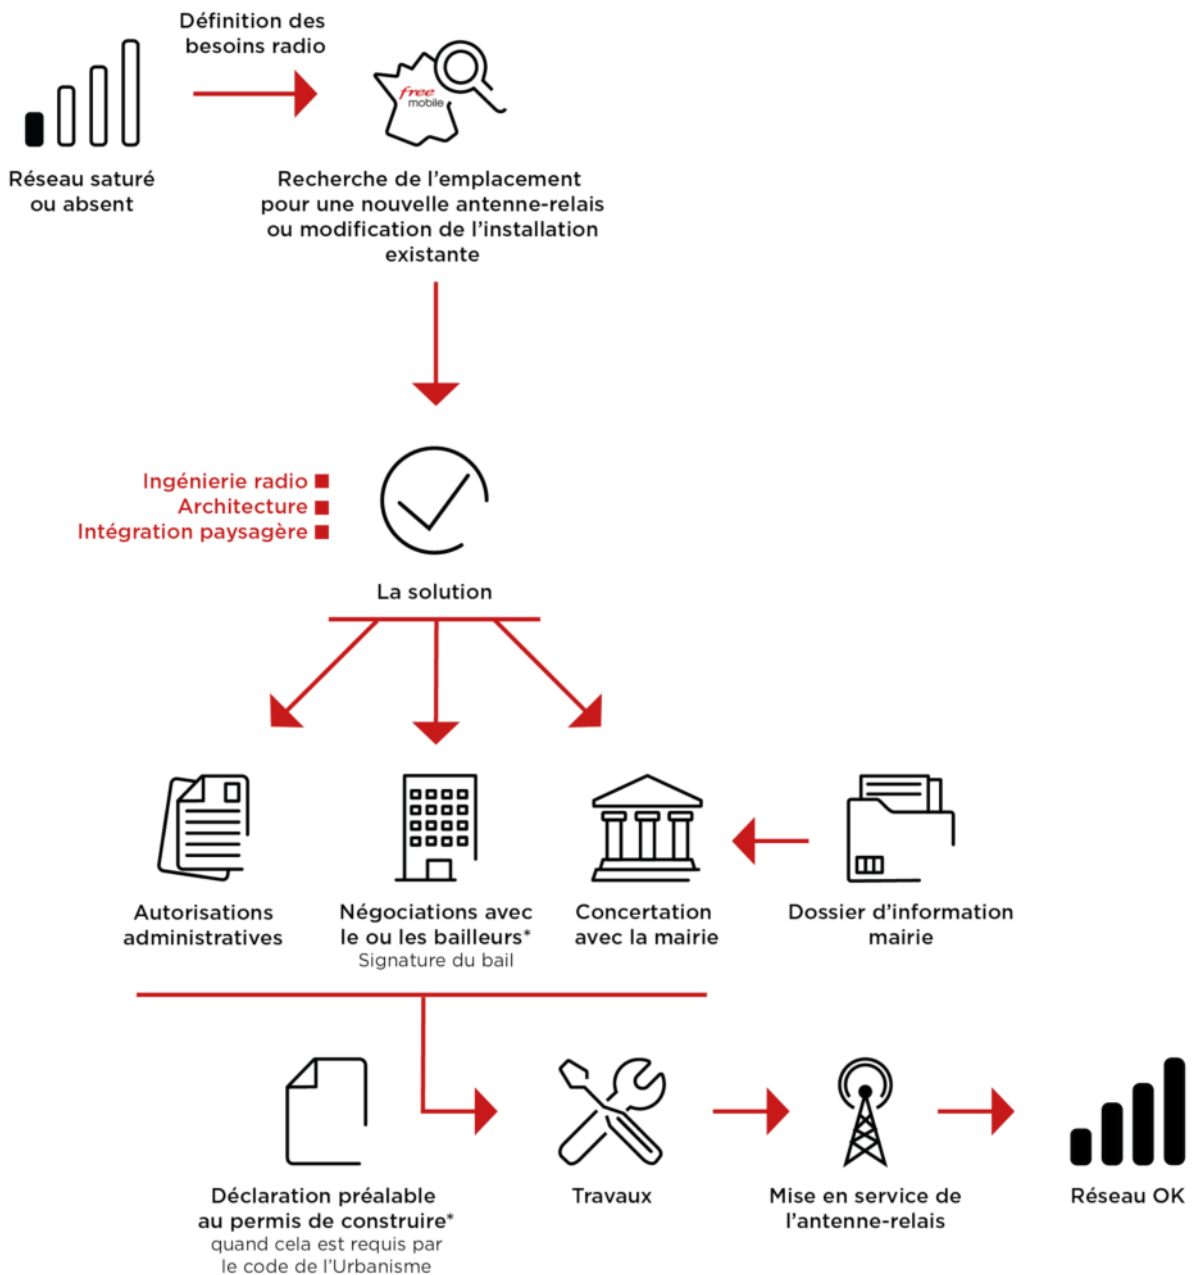 Définition des
besoins radio
free
mobile
Réseau saturé
ou absent
Recherche de l'emplacement
pour une nouvelle antenne-relais
ou modification de l'installation
existante
Ingénierie radio
Architecture
Intégration paysagère
La solution
Autorisations
administratives
Négociations avec
le ou les bailleurs*
Signature du bail
Concertation
avec la mairie
Dossier d'information
mairie
Déclaration préalable
au permis de construire*
quand cela est requis par
le code de l'Urbanisme
Travaux
Mise en service de
l'antenne-relais
Réseau OK